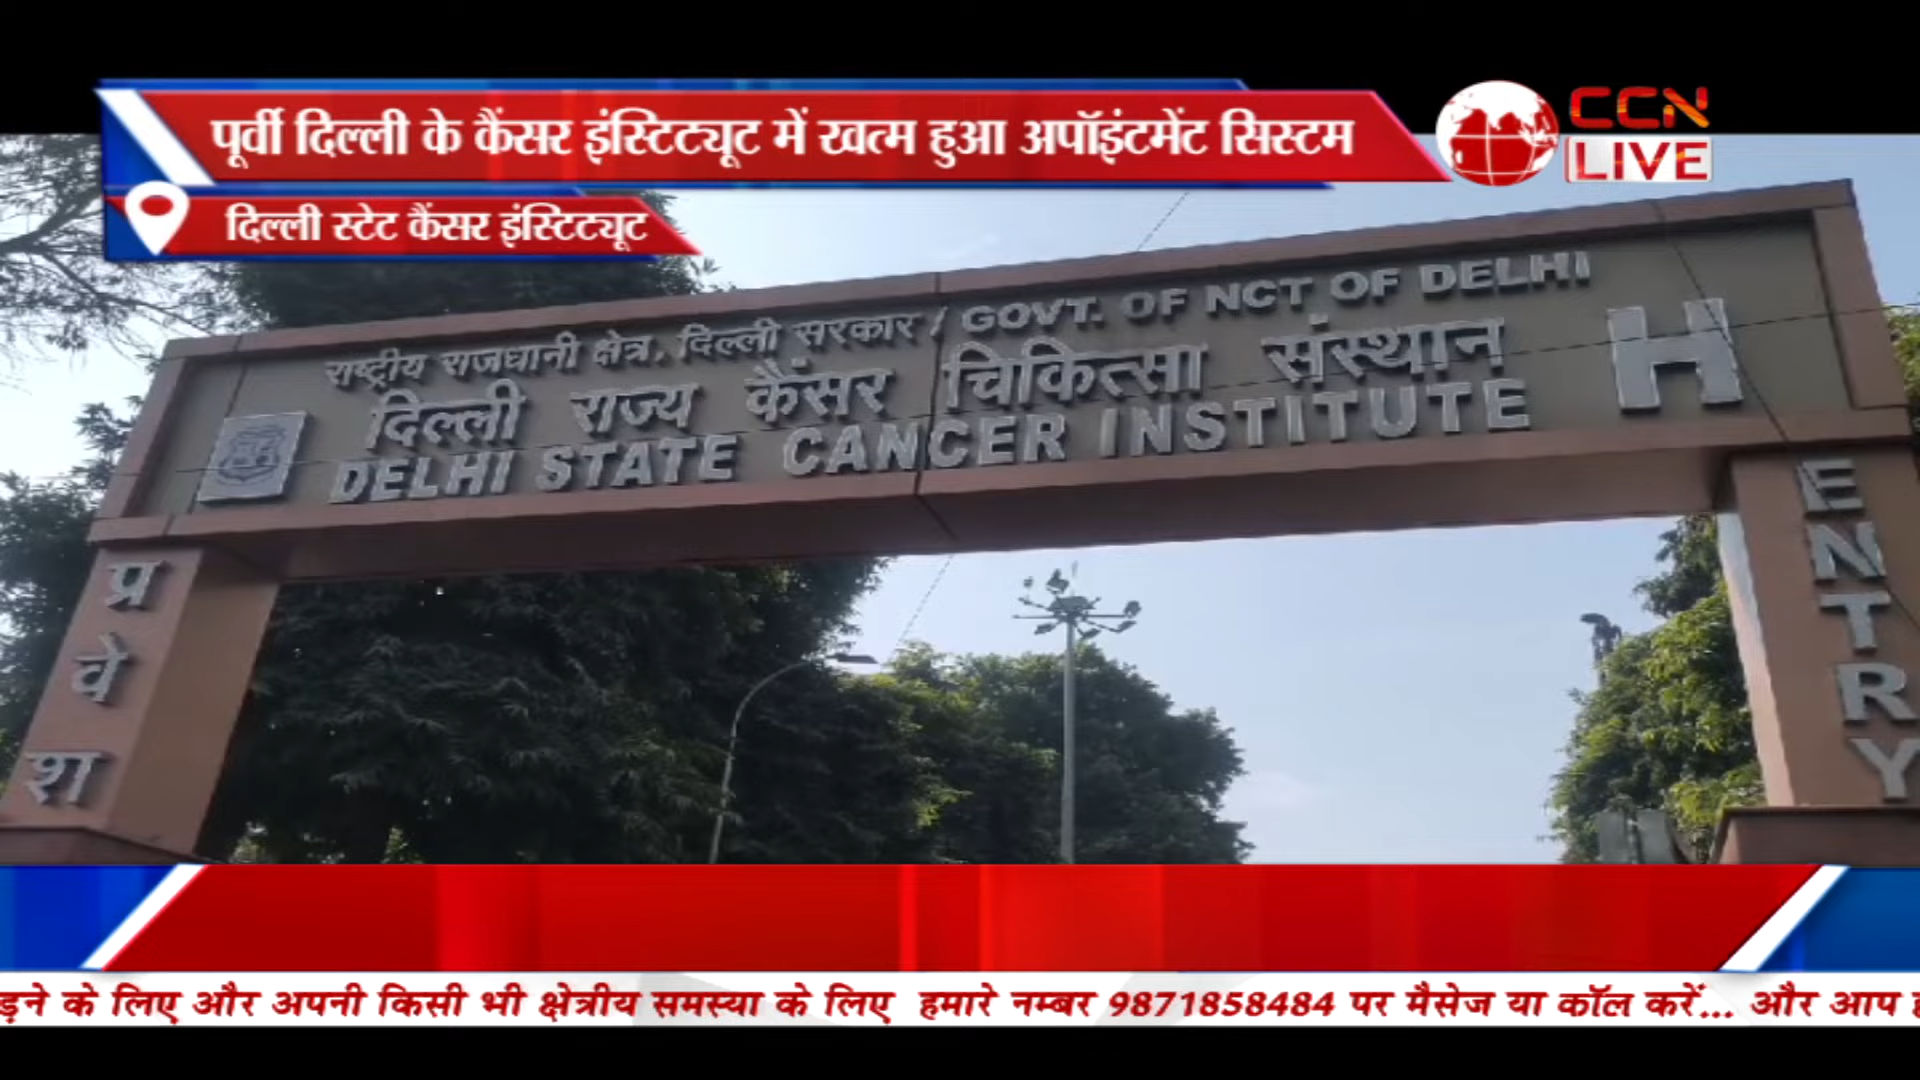 पूर्वी दिल्ली के कैंसर इंस्टिट्यूट में खत्म हुआ अपॉइंटमेंट सिस्टम
CCN
LIVE
दिल्ली स्टेट कैंसर इंस्टिट्यूट
राष्ट्रीय राजधानी क्षेत्र, दिल्ली सरकार / GOVT. OF NCT OF DELHI
दिल्ली राज्य कैंसर चिकित्सा संस्थान
H
DELHI STATE CANCER INSTITUTE
प्रवेश
ENTRY
ड़ने के लिए और अपनी किसी भी क्षेत्रीय समस्या के लिए हमारे नम्बर 9871858484 पर मैसेज या कॉल करें... और आप